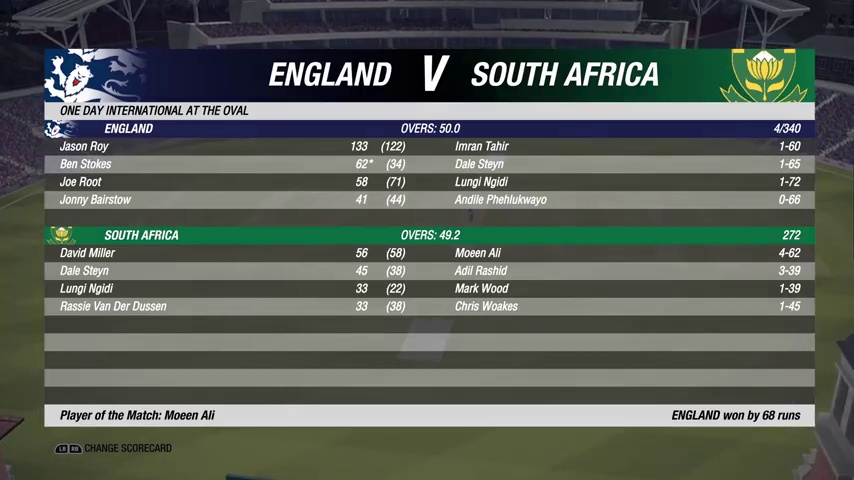 ENGLAND V SOUTH AFRICA
ONE DAY INTERNATIONAL AT THE OVAL
ENGLAND OVERS: 50.0 4/340
Jason Roy 133 (122) Imran Tahir 1-60
Ben Stokes 62* (34) Dale Steyn 1-65
Joe Root 58 (71) Lungi Ngidi 1-72
Jonny Bairstow 41 (44) Andile Phehlukwayo 0-66
SOUTH AFRICA OVERS: 49.2 272
David Miller 56 (58) Moeen Ali 4-62
Dale Steyn 45 (38) Adil Rashid 3-39
Lungi Ngidi 33 (22) Mark Wood 1-39
Rassie Van Der Dussen 33 (38) Chris Woakes 1-45
Player of the Match: Moeen Ali ENGLAND won by 68 runs
LB RB CHANGE SCORECARD